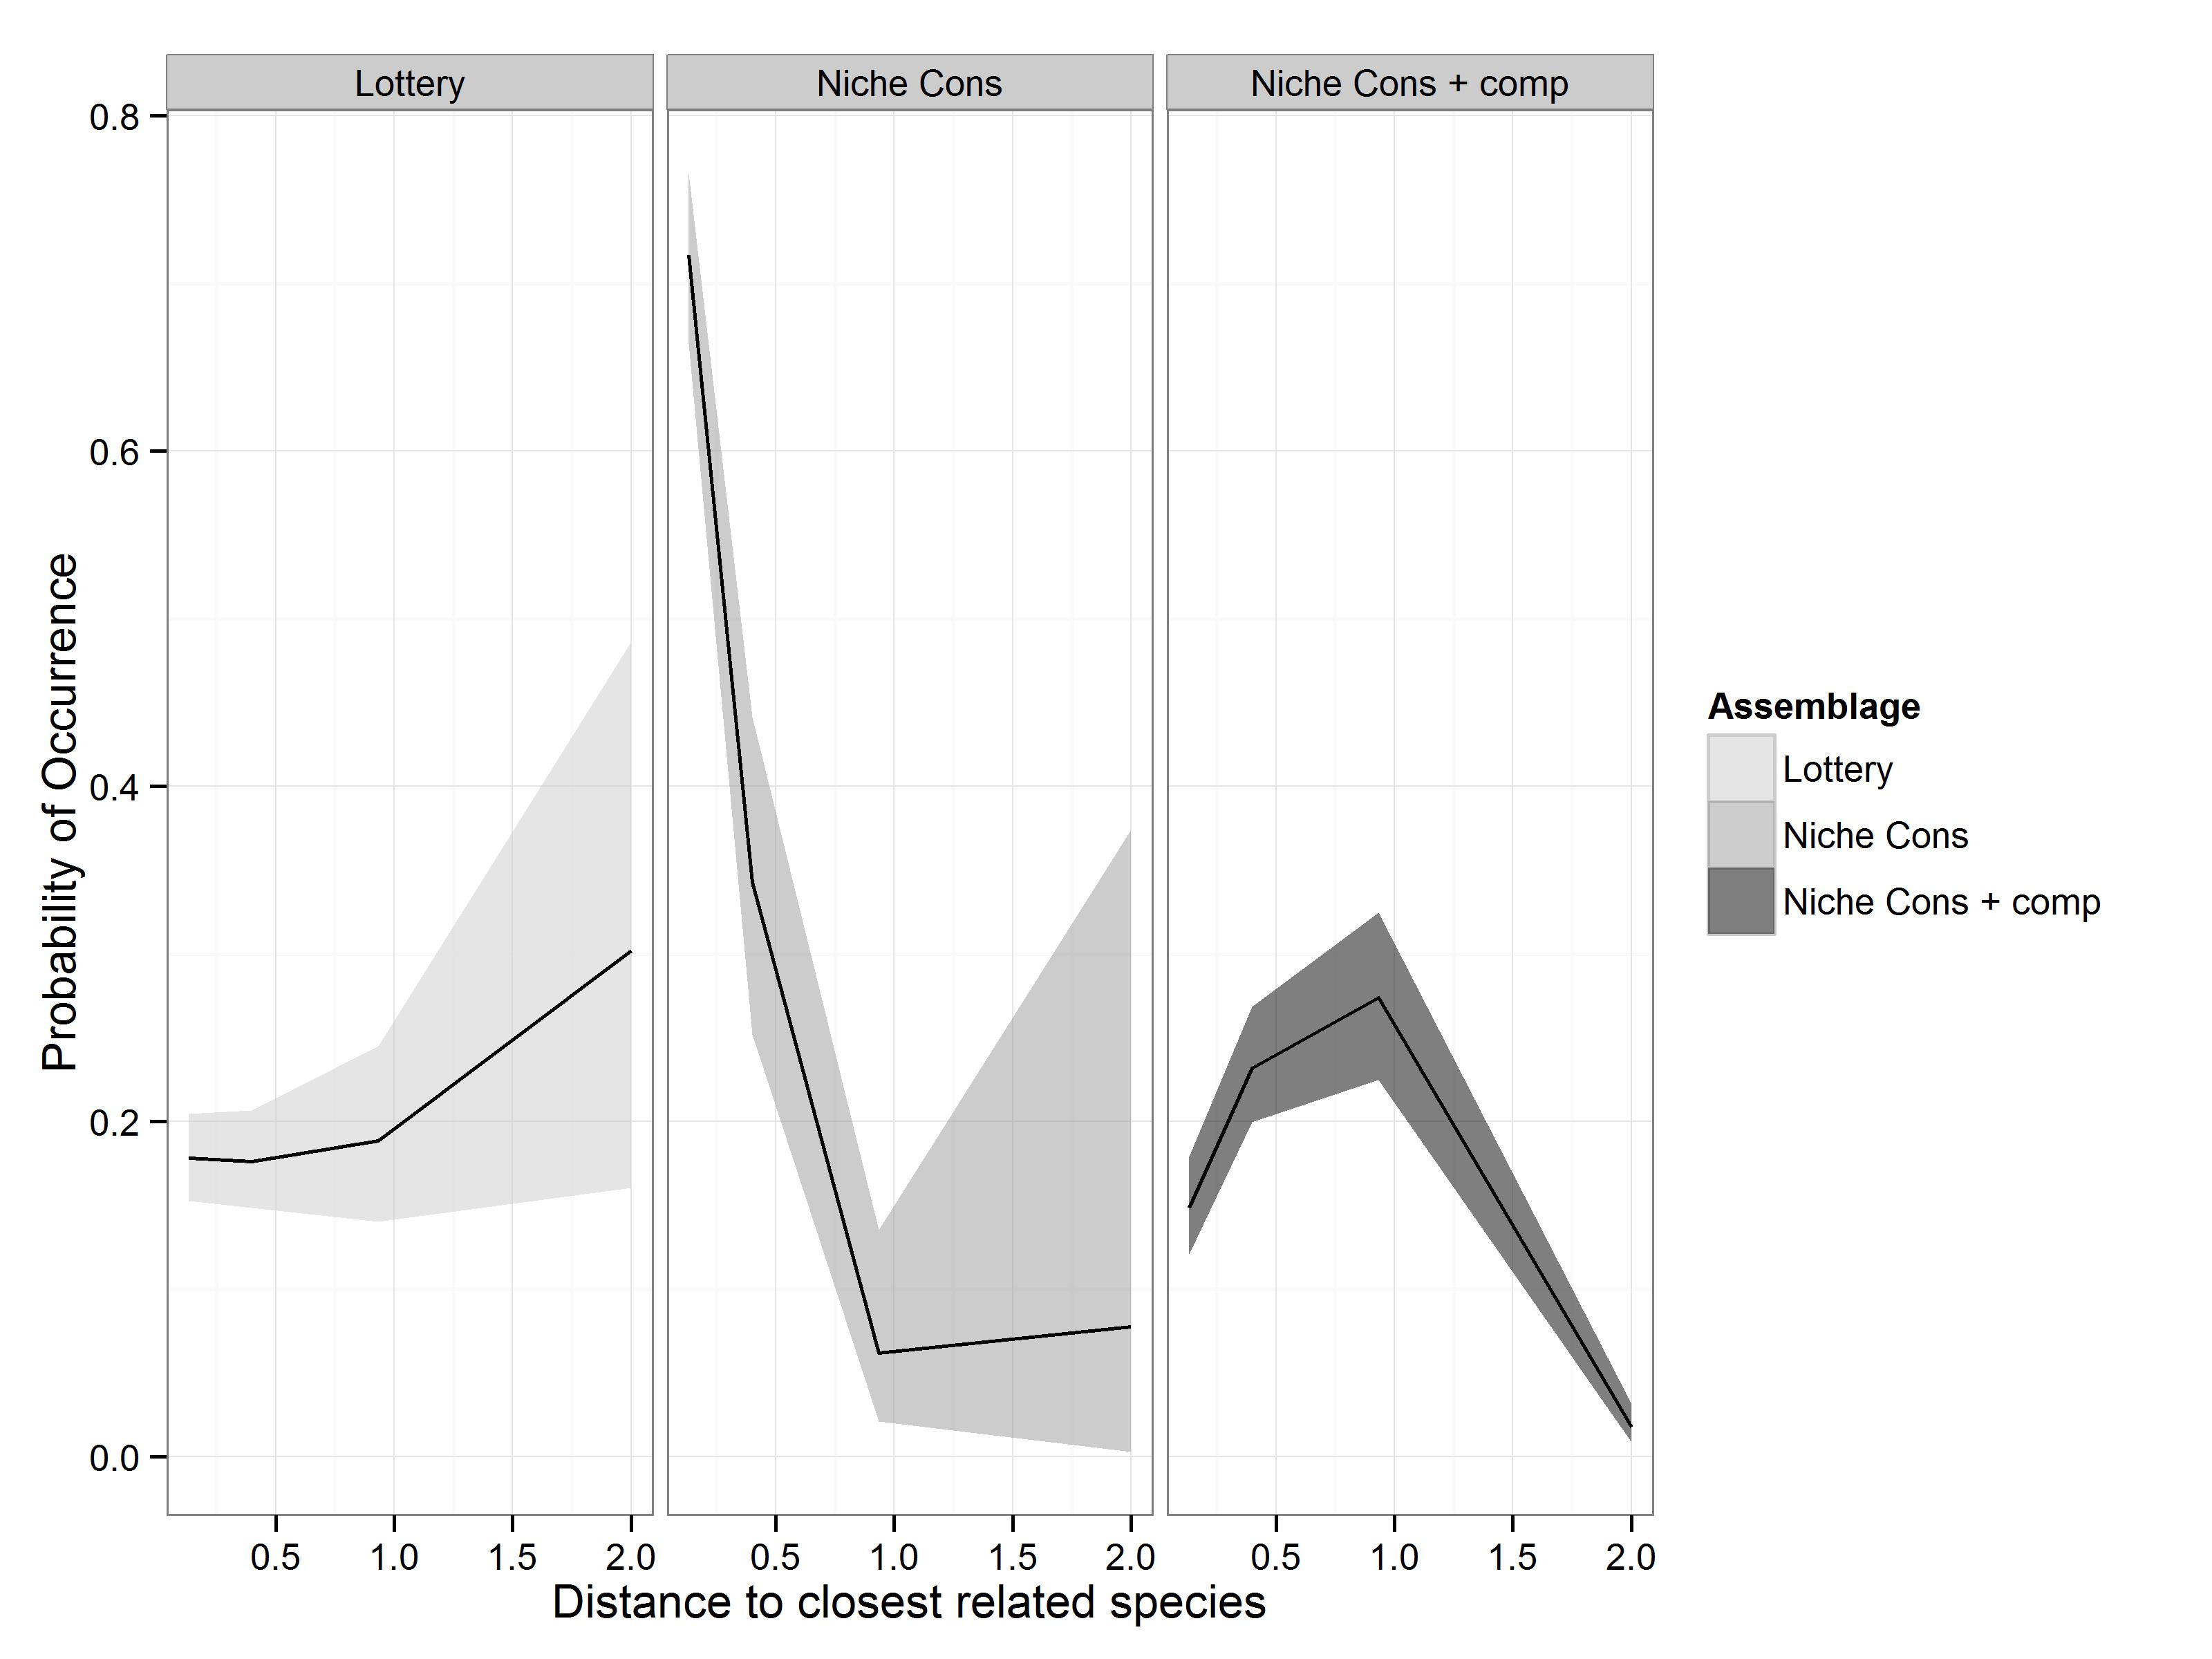 Lottery
Niche Cons
Niche Cons + comp
0.8
0.6
0.4
0.2
0.0
Probability of Occurrence
0.5 1.0 1.5 2.0
0.5 1.0 1.5 2.0
0.5 1.0 1.5 2.0
Distance to closest related species
Assemblage
Lottery
Niche Cons
Niche Cons + comp